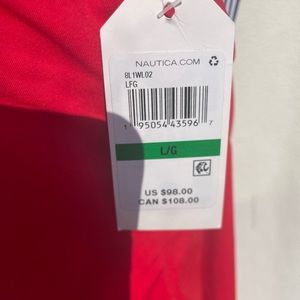 NAUTICA.COM
8L1WL02
LFG
1 95054 43596 7
L/G
US $98.00
CAN $108.00